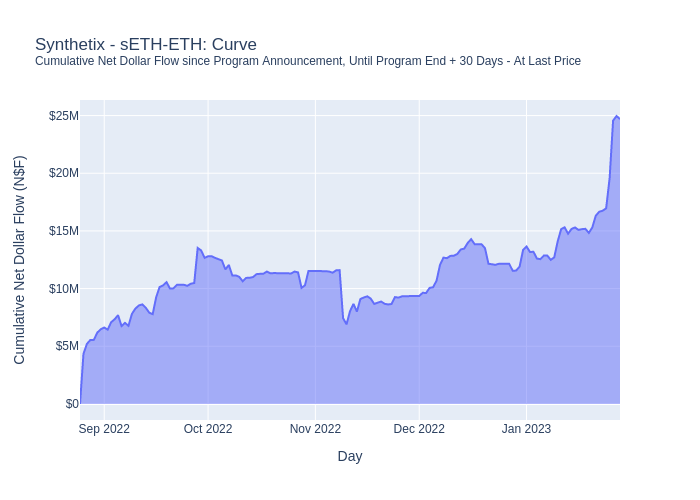 Synthetix - sETH-ETH: Curve
Cumulative Net Dollar Flow since Program Announcement, Until Program End + 30 Days - At Last Price
Cumulative Net Dollar Flow (N$F)
$25M
$20M
$15M
$10M
$5M
$0
Sep 2022
Oct 2022
Nov 2022
Dec 2022
Jan 2023
Day